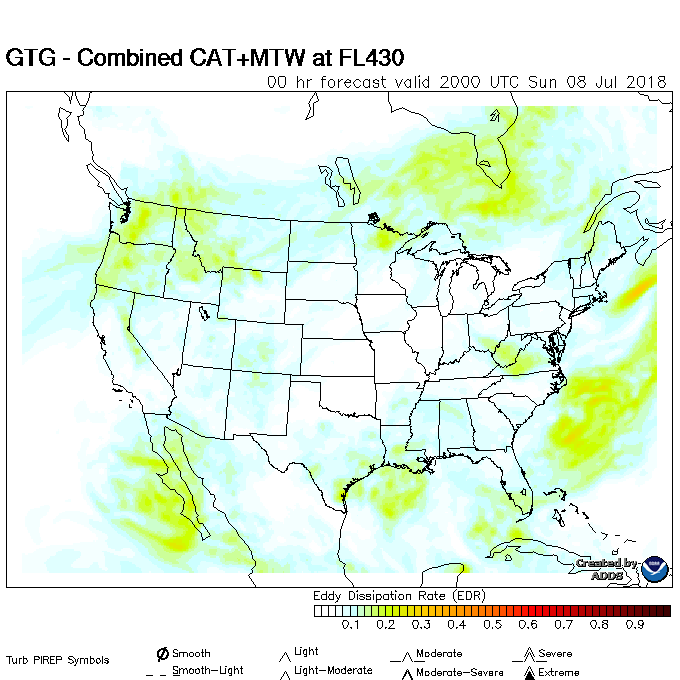 GTG - Combined CAT+MTW at FL430
00 hr forecast valid 2000 UTC Sun 08 Jul 2018
Created by
ADDS
Eddy Dissipation Rate (EDR)
0.1 0.2 0.3 0.4 0.5 0.6 0.7 0.8 0.9
Turb PIREP Symbols
Smooth Light Moderate Severe
Smooth-Light Light-Moderate Moderate-Severe Extreme